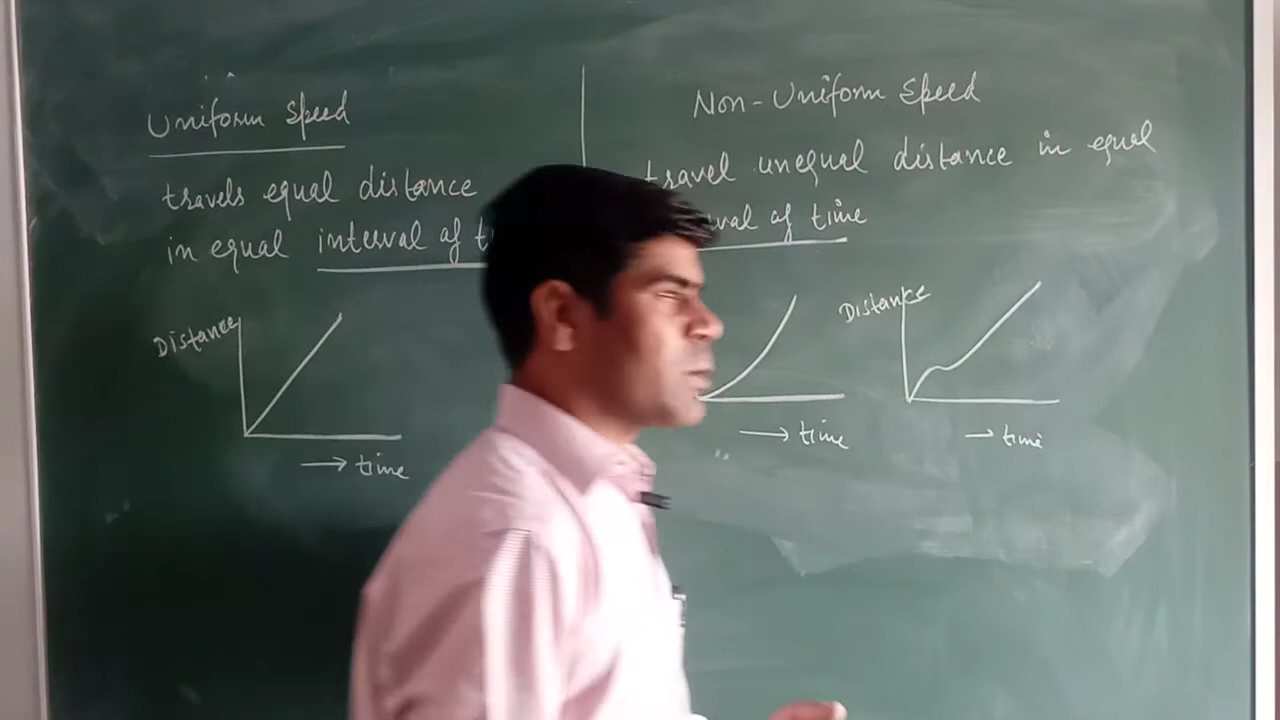 Uniform Speed
travels equal distance
in equal interval of
Distance
→ time
Non-Uniform Speed
travel unequal distance in equal
of time
→ time
Distance
→ time